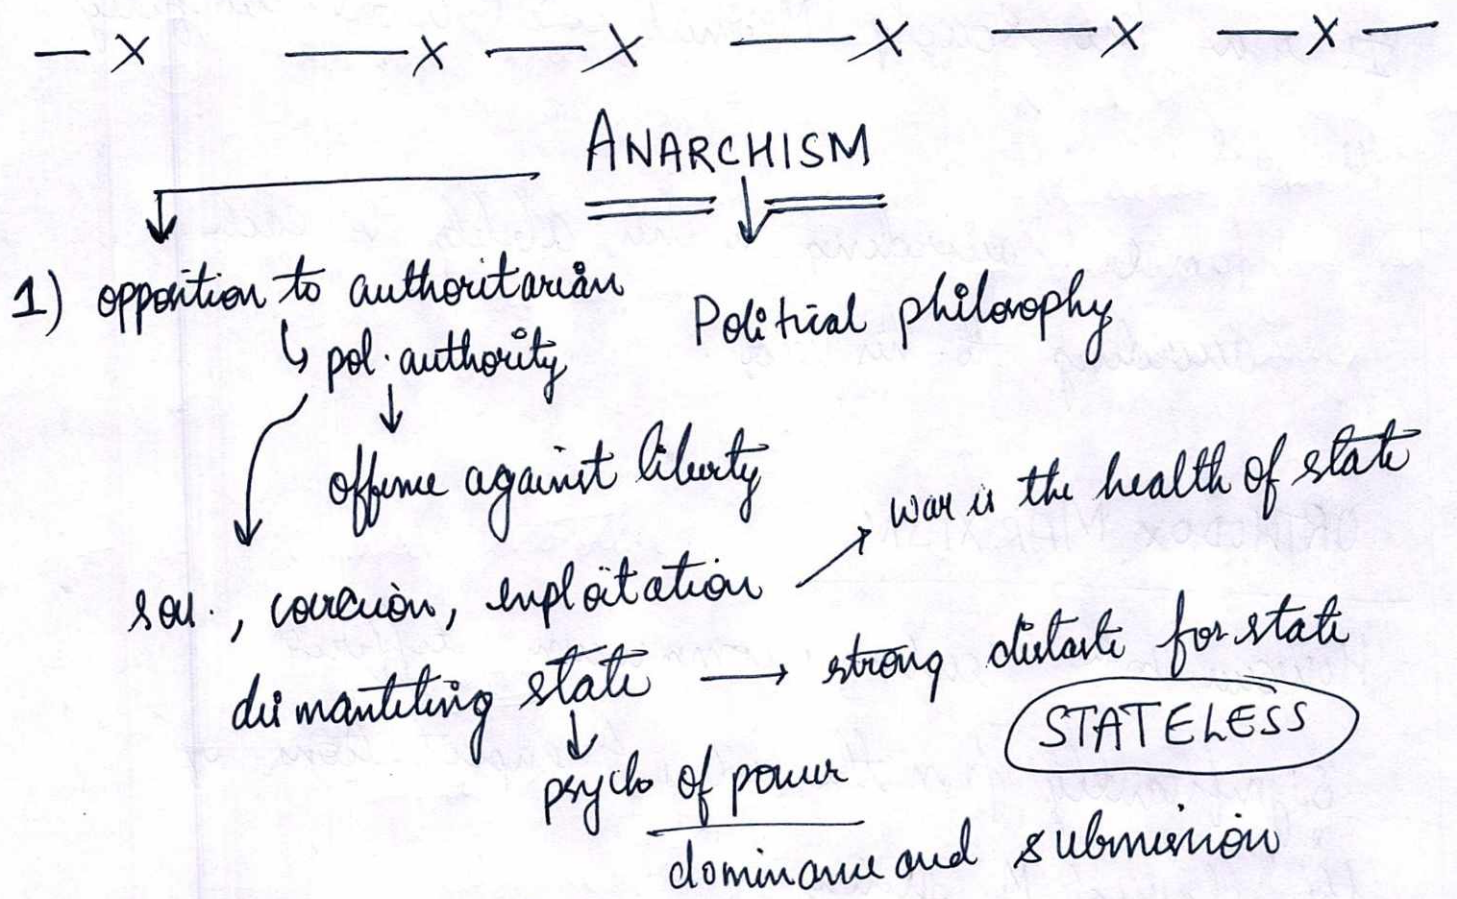 — X — X — X — X — X — X —
ANARCHISM
1) opposition to authoritarian
Political philosophy
↳ pol. authority
offence against liberty
war is the health of state
, coercion, exploitation
dismantling state → strong distaste for state
STATELESS
psycho of power
dominance and submission